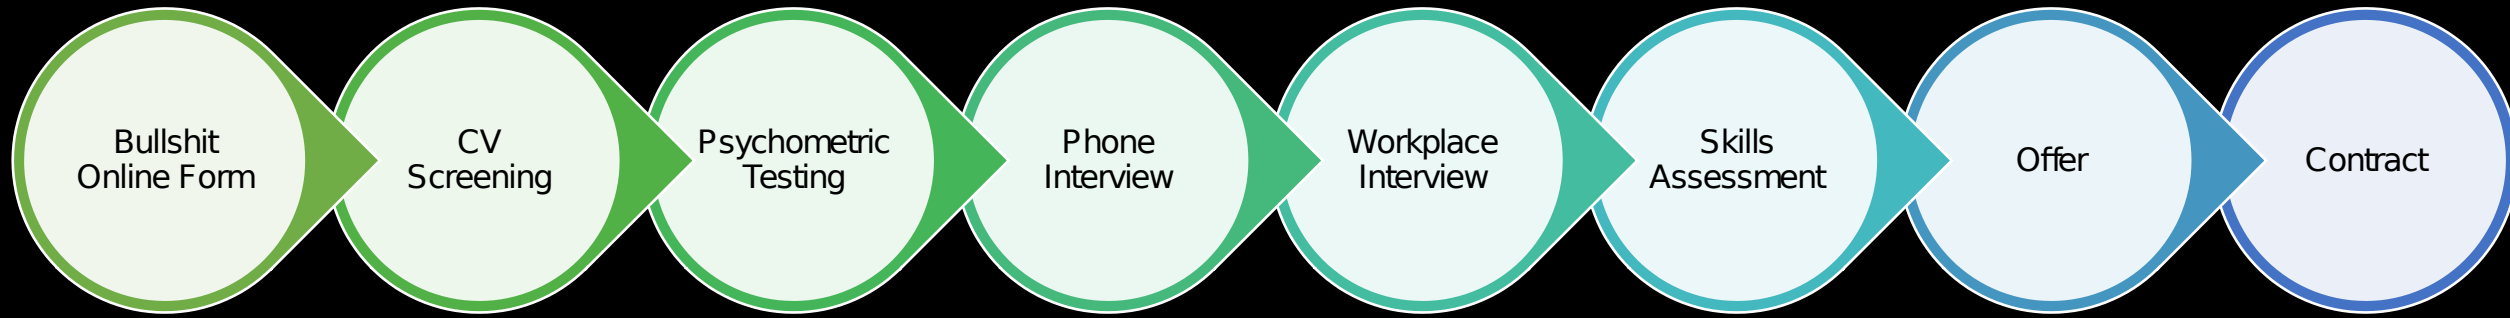 Bullshit
Online Form
CV
Screening
Psychometric
Testing
Phone
Interview
Workplace
Interview
Skills
Assessment
Offer
Contract